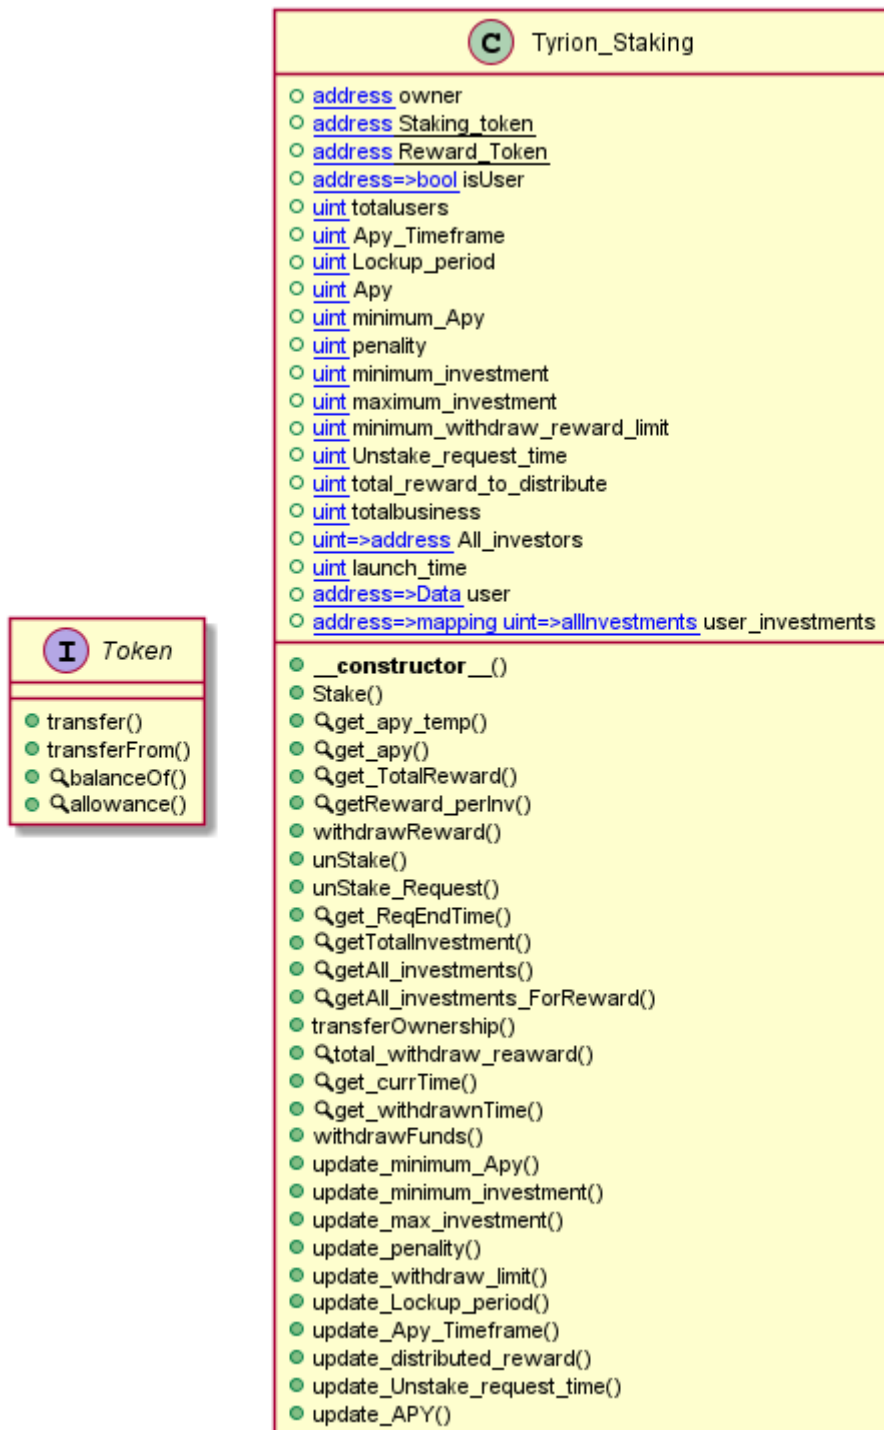 C Tyrion_Staking
address owner
address Staking_token
address Reward_Token
address=>bool isUser
uint totalusers
uint Apy_Timeframe
uint Lockup_period
uint Apy
uint minimum_Apy
uint penality
uint minimum_investment
uint maximum_investment
uint minimum_withdraw_reward_limit
uint Unstake_request_time
uint total_reward_to_distribute
uint totalbusiness
uint=>address All_investors
uint launch_time
address=>Data user
address=>mapping uint=>allInvestments user_investments
__constructor__()
Stake()
get_apy_temp()
get_apy()
get_TotalReward()
getReward_perInv()
withdrawReward()
unStake()
unStake_Request()
get_ReqEndTime()
getTotalInvestment()
getAll_investments()
getAll_investments_ForReward()
transferOwnership()
total_withdraw_reaward()
get_currTime()
get_withdrawnTime()
withdrawFunds()
update_minimum_Apy()
update_minimum_investment()
update_max_investment()
update_penality()
update_withdraw_limit()
update_Lockup_period()
update_Apy_Timeframe()
update_distributed_reward()
update_Unstake_request_time()
update_APY()
I Token
transfer()
transferFrom()
balanceOf()
allowance()